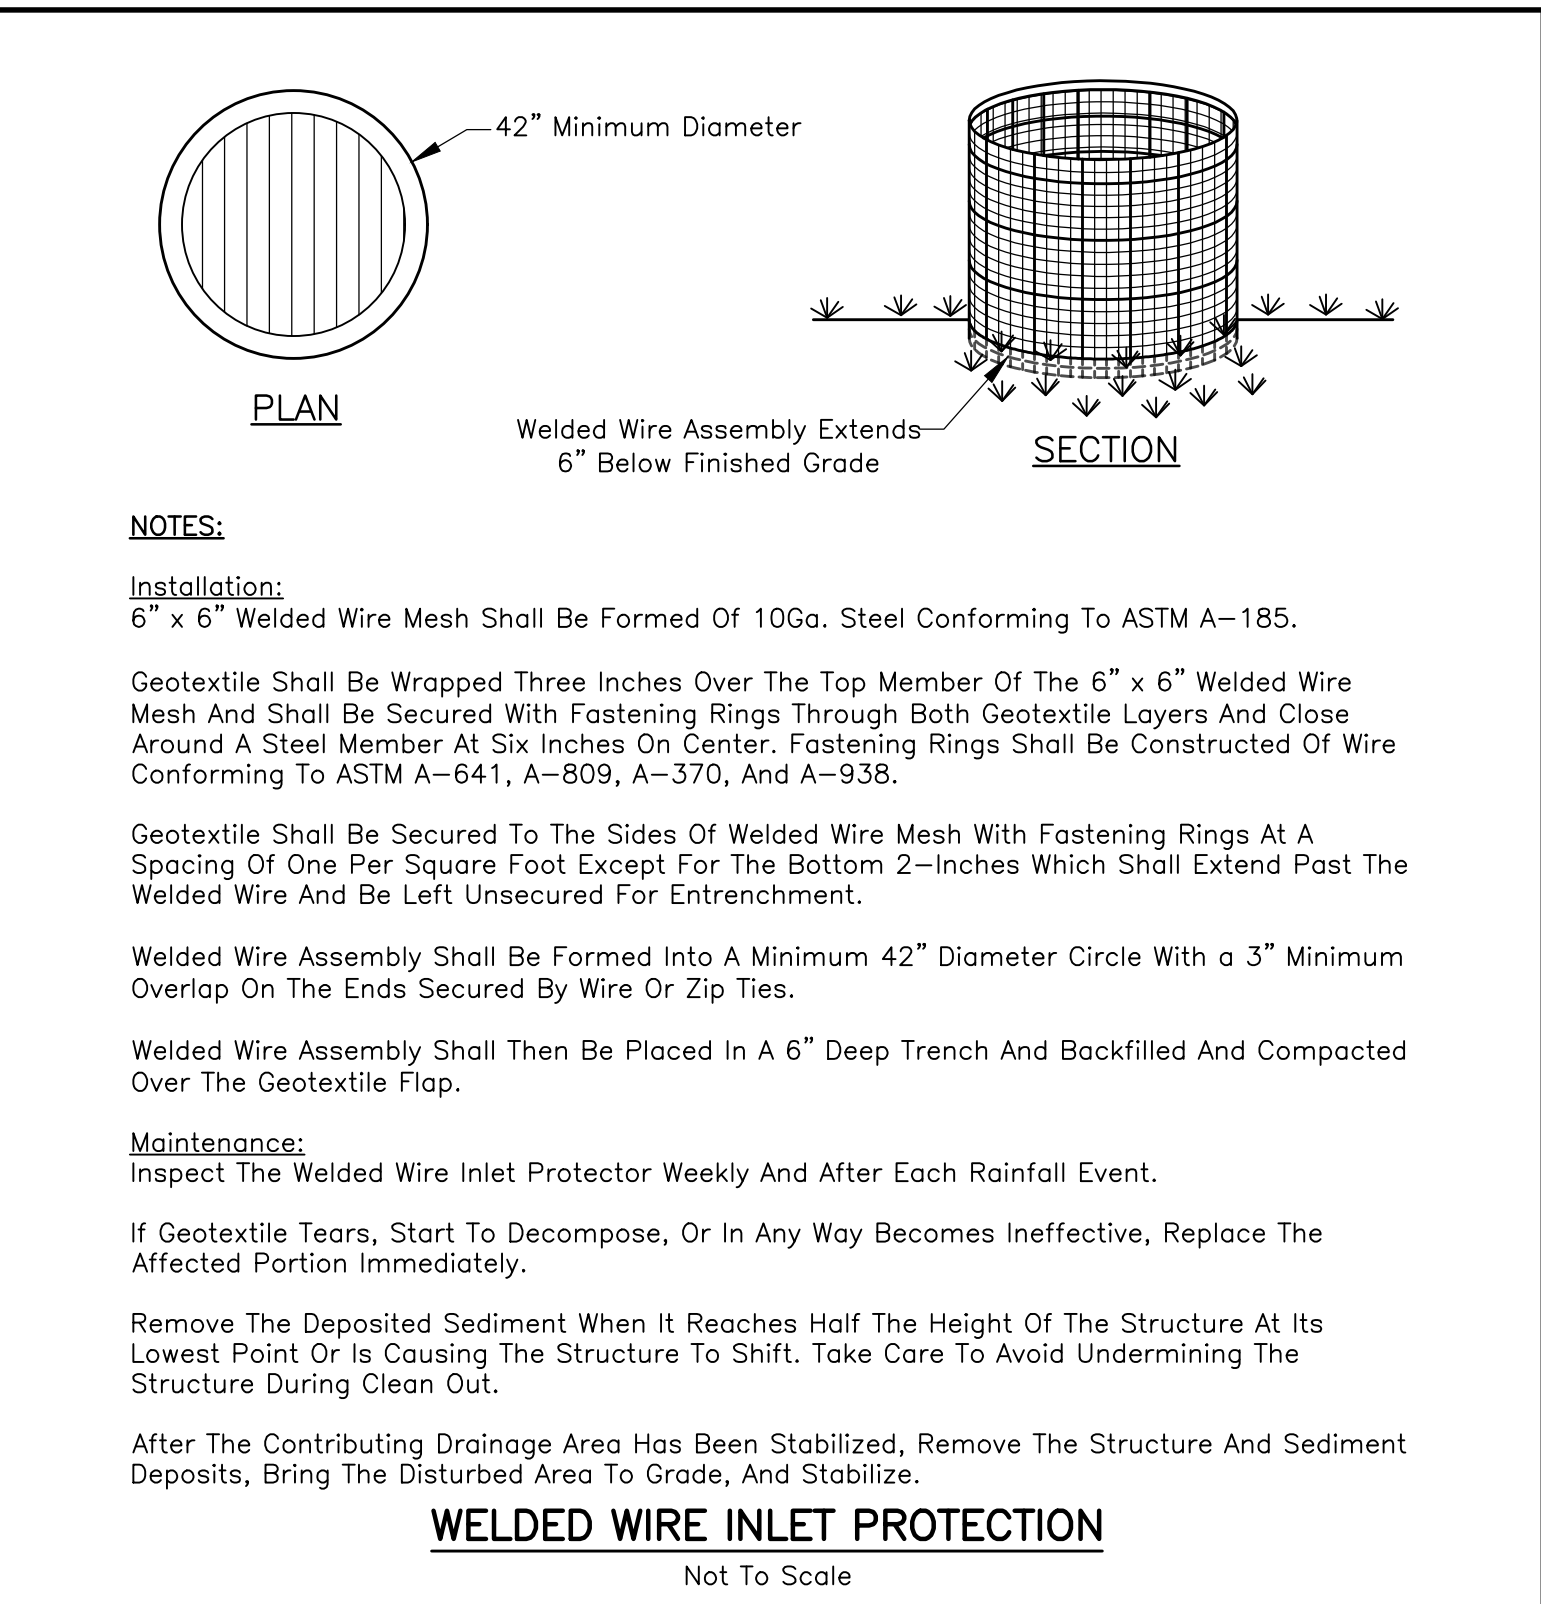 42” Minimum Diameter
PLAN
Welded Wire Assembly Extends
6” Below Finished Grade
SECTION
NOTES:
Installation:
6” x 6” Welded Wire Mesh Shall Be Formed Of 10Ga. Steel Conforming To ASTM A-185.
Geotextile Shall Be Wrapped Three Inches Over The Top Member Of The 6” x 6” Welded Wire
Mesh And Shall Be Secured With Fastening Rings Through Both Geotextile Layers And Close
Around A Steel Member At Six Inches On Center. Fastening Rings Shall Be Constructed Of Wire
Conforming To ASTM A-641, A-809, A-370, And A-938.
Geotextile Shall Be Secured To The Sides Of Welded Wire Mesh With Fastening Rings At A
Spacing Of One Per Square Foot Except For The Bottom 2-Inches Which Shall Extend Past The
Welded Wire And Be Left Unsecured For Entrenchment.
Welded Wire Assembly Shall Be Formed Into A Minimum 42” Diameter Circle With a 3” Minimum
Overlap On The Ends Secured By Wire Or Zip Ties.
Welded Wire Assembly Shall Then Be Placed In A 6” Deep Trench And Backfilled And Compacted
Over The Geotextile Flap.
Maintenance:
Inspect The Welded Wire Inlet Protector Weekly And After Each Rainfall Event.
If Geotextile Tears, Start To Decompose, Or In Any Way Becomes Ineffective, Replace The
Affected Portion Immediately.
Remove The Deposited Sediment When It Reaches Half The Height Of The Structure At Its
Lowest Point Or Is Causing The Structure To Shift. Take Care To Avoid Undermining The
Structure During Clean Out.
After The Contributing Drainage Area Has Been Stabilized, Remove The Structure And Sediment
Deposits, Bring The Disturbed Area To Grade, And Stabilize.
WELDED WIRE INLET PROTECTION
Not To Scale